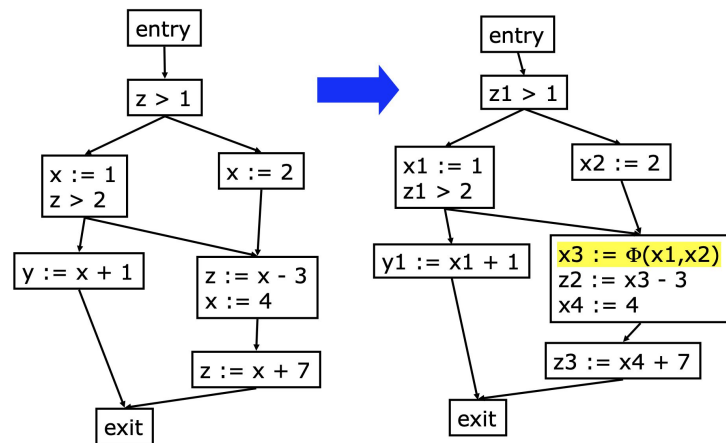 entry
z > 1
x := 1
z > 2
x := 2
y := x + 1
z := x - 3
x := 4
z := x + 7
exit
entry
z1 > 1
x1 := 1
z1 > 2
x2 := 2
y1 := x1 + 1
x3 := Φ(x1,x2)
z2 := x3 - 3
x4 := 4
z3 := x4 + 7
exit